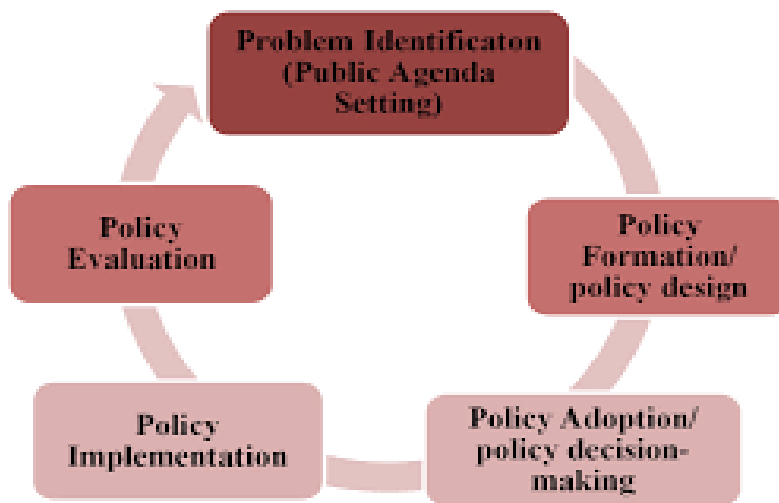 Problem Identificaton
(Public Agenda
Setting)
Policy
Formation/
policy design
Policy Adoption/
policy decision-
making
Policy
Implementation
Policy
Evaluation